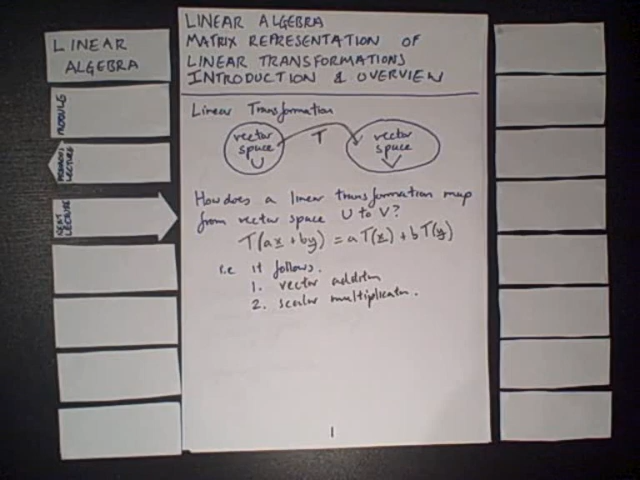 LINEAR ALGEBRA
MODULE
PREVIOUS LECTURE
NEXT LECTURE
LINEAR ALGEBRA
MATRIX REPRESENTATION OF
LINEAR TRANSFORMATIONS
INTRODUCTION & OVERVIEW
Linear Transformation
vector space U
T
vector space V
How does a linear transformation map
from vector space U to V?
T(ax + by) = aT(x) + bT(y)
i.e it follows.
1. vector addition
2. scalar multiplication.
1